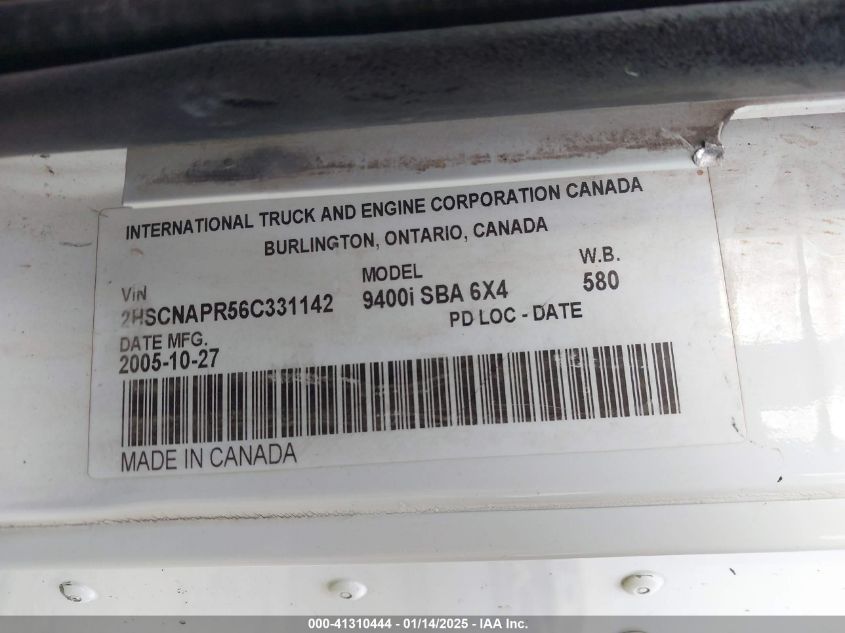 INTERNATIONAL TRUCK AND ENGINE CORPORATION CANADA
BURLINGTON, ONTARIO, CANADA
VIN MODEL W.B.
2HSCNAPR56C331142 9400i SBA 6X4 580
DATE MFG. PD LOC - DATE
2005-10-27
MADE IN CANADA
000-41310444 - 01/14/2025 - IAA Inc.